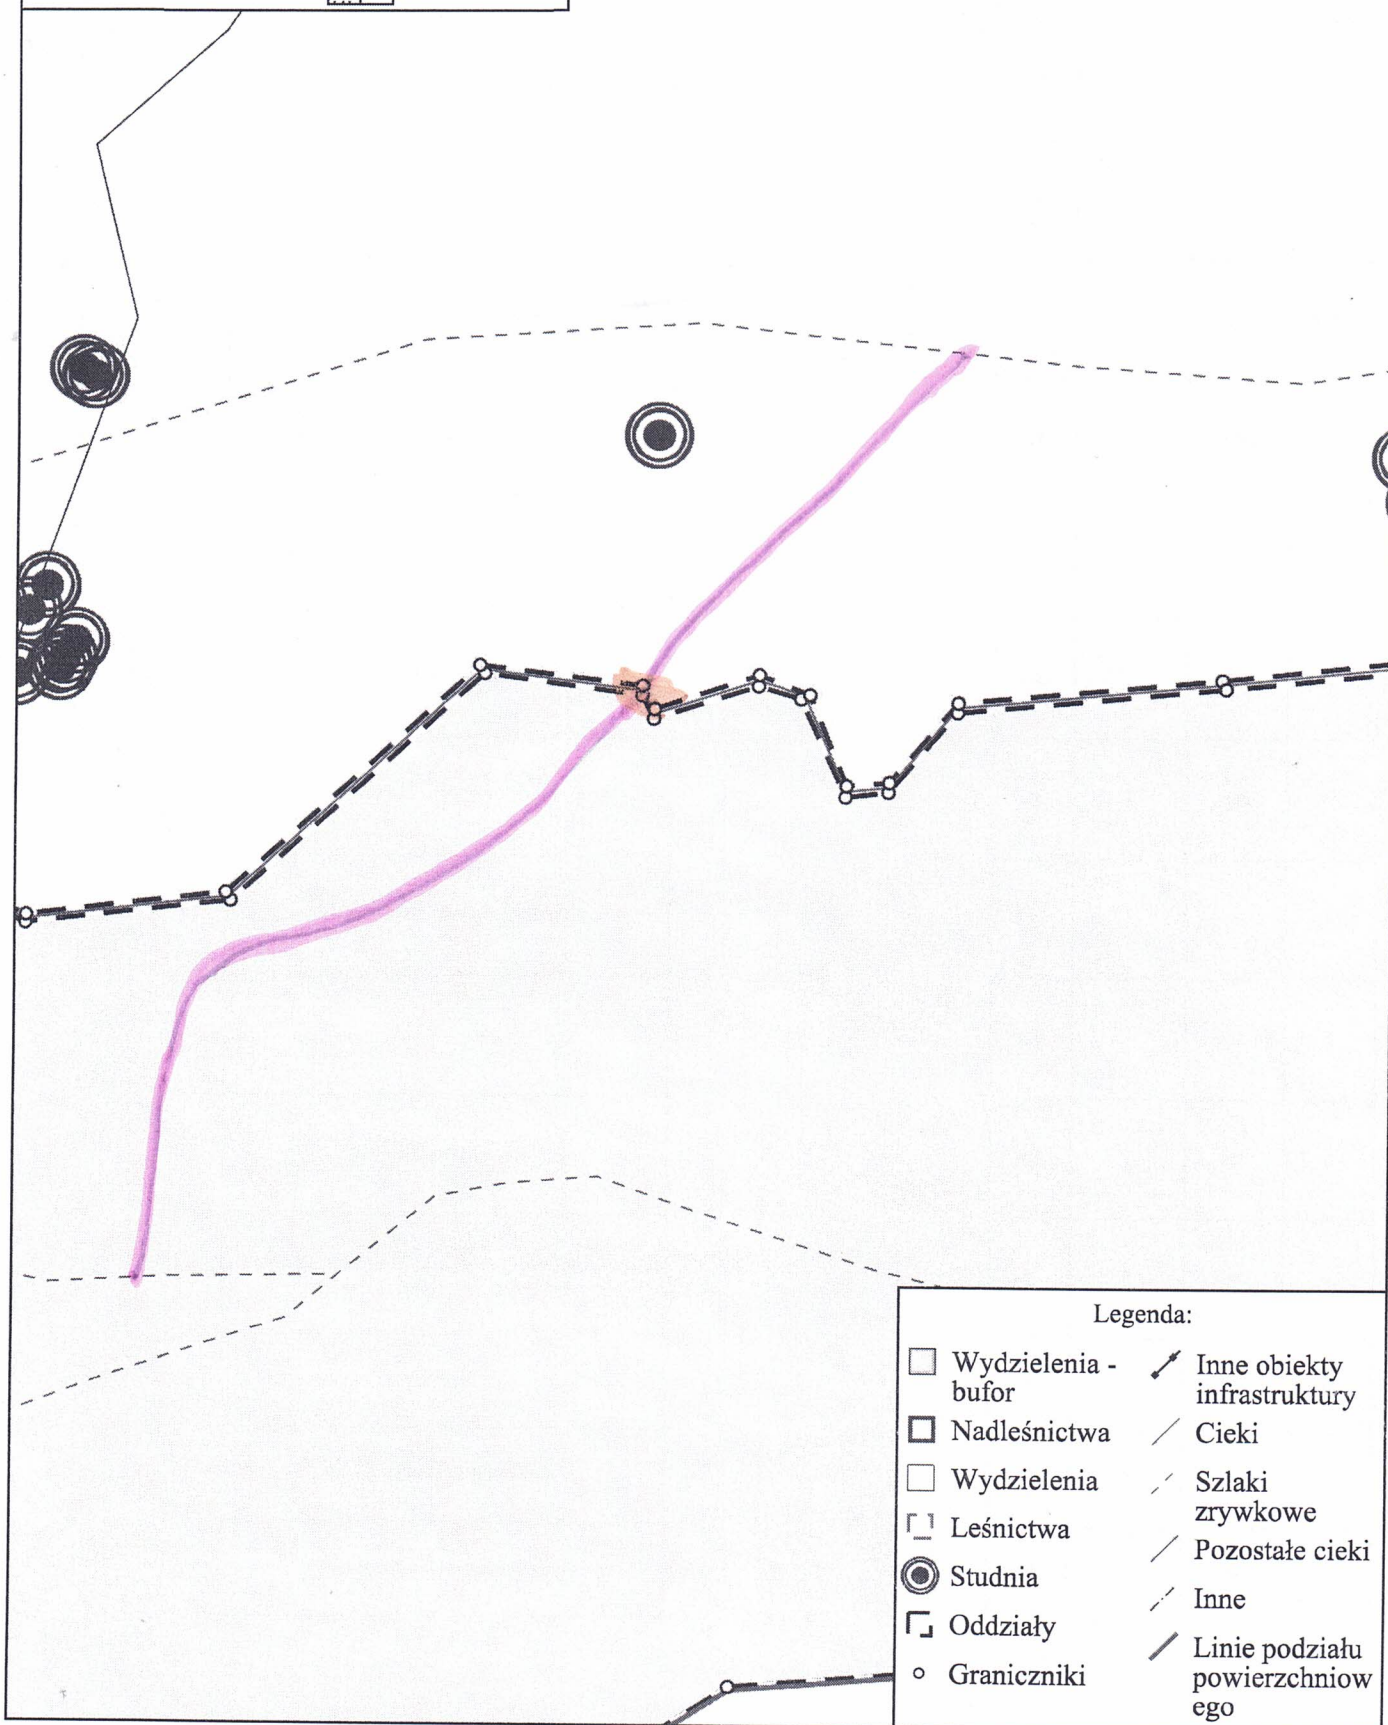 Legenda:
Wydzielenia -
bufor
Nadleśnictwa
Wydzielenia
Leśnictwa
Studnia
Oddziały
Graniczniki
Inne obiekty
infrastruktury
Cieki
Szlaki
zrywkowe
Pozostałe cieki
Inne
Linie podziału
powierzchniow
ego